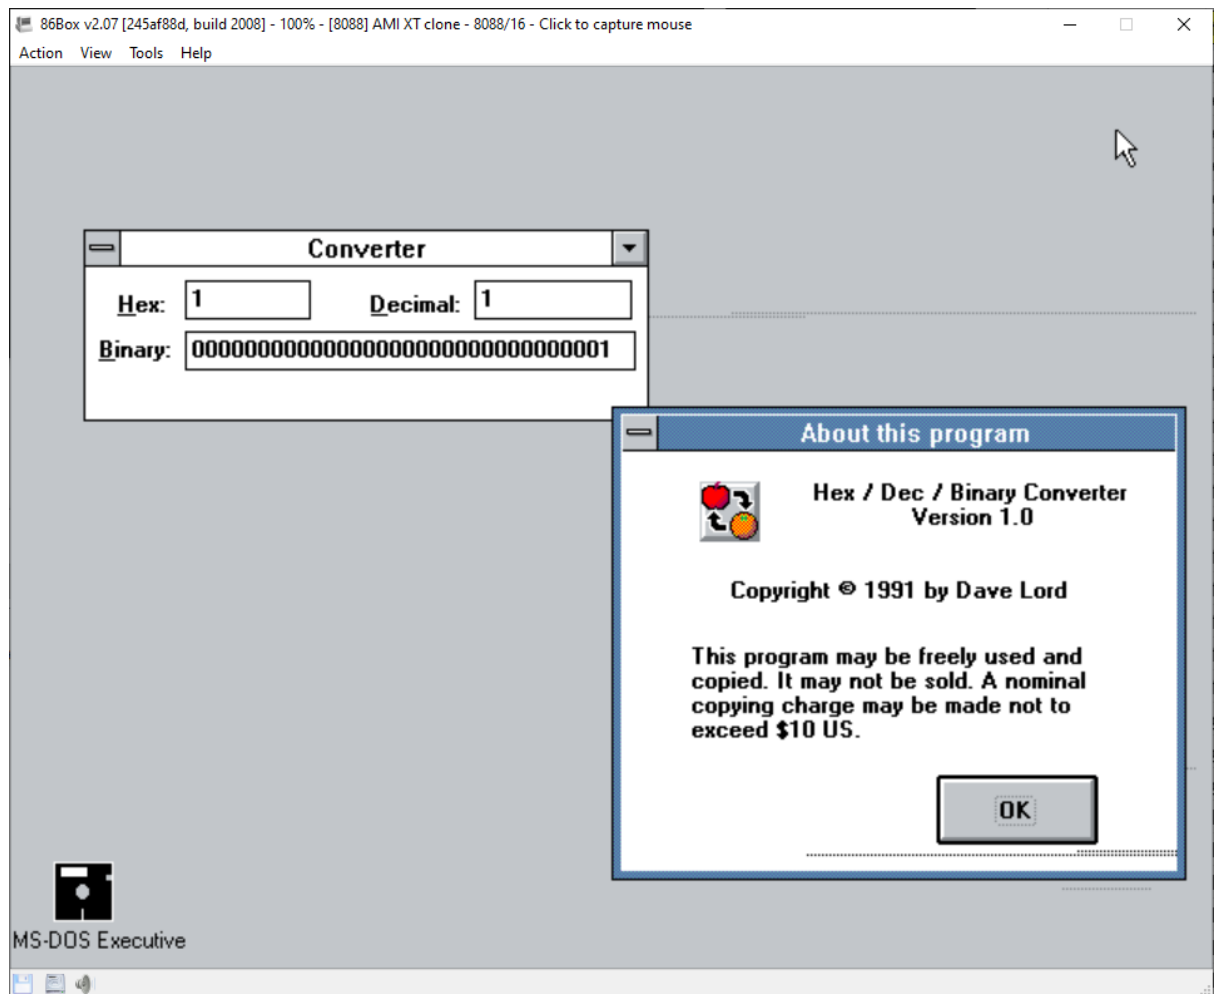 86Box v2.07 [245af88d, build 2008] - 100% - [8088] AMI XT clone - 8088/16 - Click to capture mouse
Action View Tools Help
Converter
Hex: 1 Decimal: 1
Binary: 00000000000000000000000000000001
About this program
Hex / Dec / Binary Converter
Version 1.0
Copyright © 1991 by Dave Lord
This program may be freely used and
copied. It may not be sold. A nominal
copying charge may be made not to
exceed $10 US.
OK
MS-DOS Executive